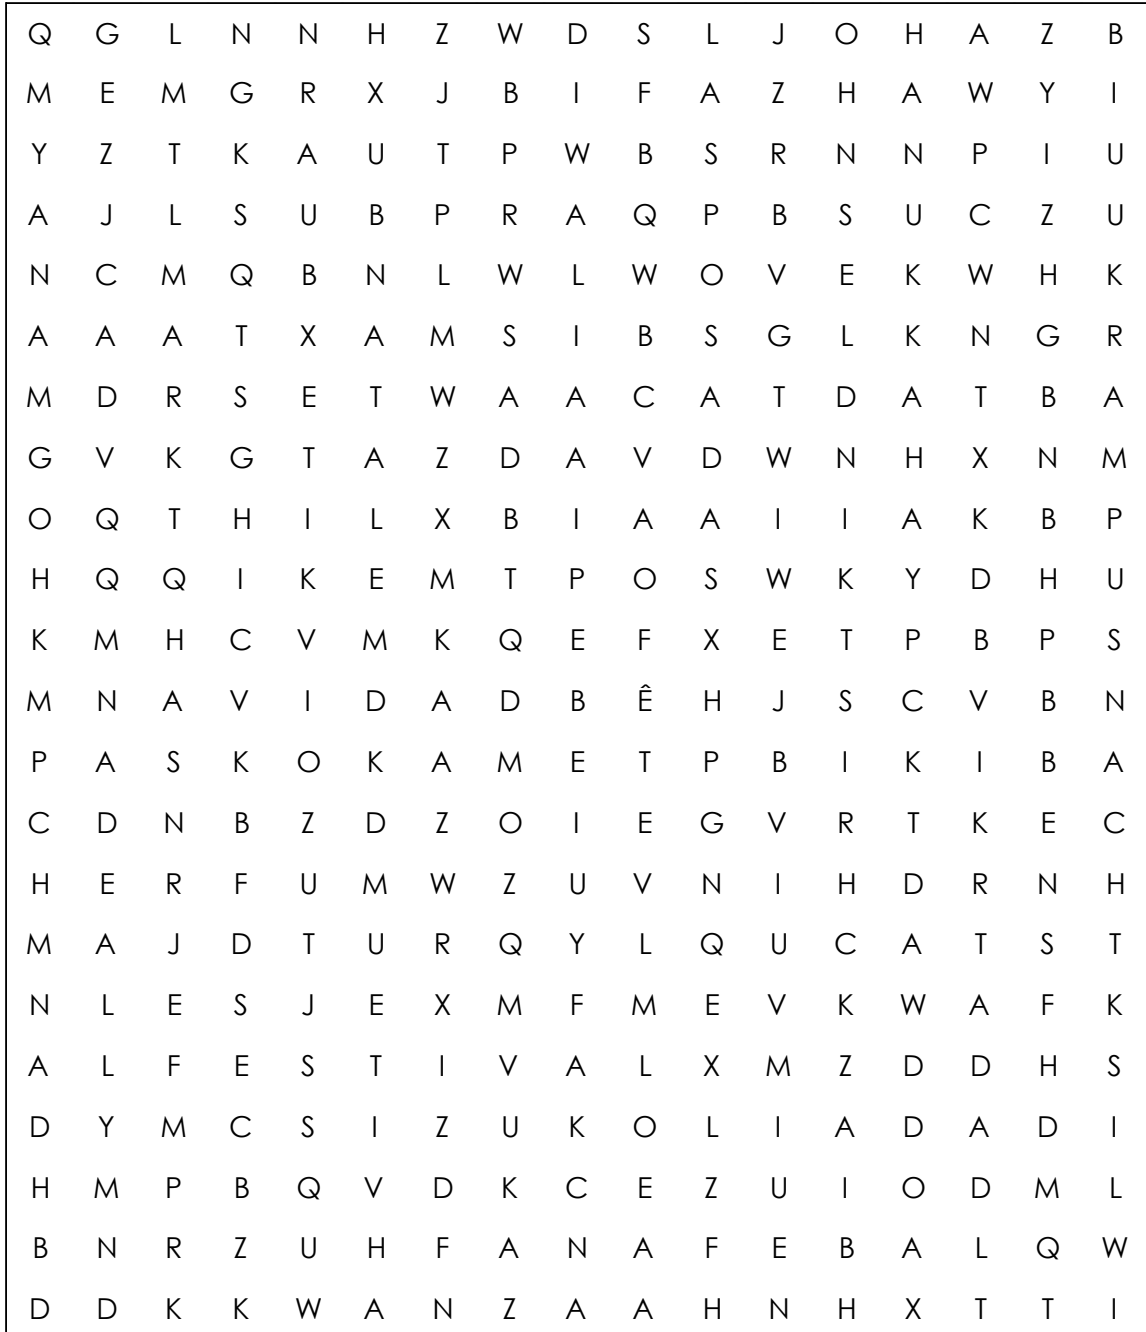 Q G L N N H Z W D S L J O H A Z B
M E M G R X J B I F A Z H A W Y I
Y Z T K A U T P W B S R N N P I U
A J L S U B P R A Q P B S U C Z U
N C M Q B N L W L W O V E K W H K
A A A T X A M S I B S G L K N G R
M D R S E T W A A C A T D A T B A
G V K G T A Z D A V D W N H X N M
O Q T H I L X B I A A I I A K B P
H Q Q I K E M T P O S W K Y D H U
K M H C V M K Q E F X E T P B P S
M N A V I D A D B Ê H J S C V B N
P A S K O K A M E T P B I K I B A
C D N B Z D Z O I E G V R T K E C
H E R F U M W Z U V N I H D R N H
M A J D T U R Q Y L Q U C A T S T
N L E S J E X M F M E V K W A F K
A L F E S T I V A L X M Z D D H S
D Y M C S I Z U K O L I A D A D I
H M P B Q V D K C E Z U I O D M L
B N R Z U H F A N A F E B A L Q W
D D K K W A N Z A A H N H X T T I